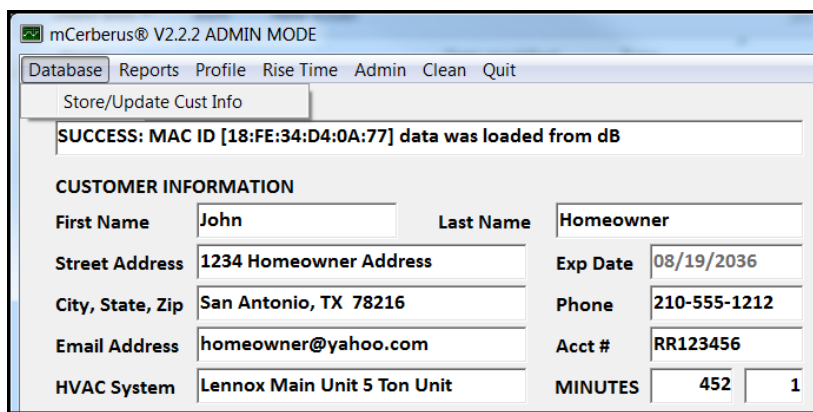 mCerberus® V2.2.2 ADMIN MODE
Database Reports Profile Rise Time Admin Clean Quit
Store/Update Cust Info
SUCCESS: MAC ID [18:FE:34:D4:0A:77] data was loaded from dB
CUSTOMER INFORMATION
First Name John Last Name Homeowner
Street Address 1234 Homeowner Address Exp Date 08/19/2036
City, State, Zip San Antonio, TX 78216 Phone 210-555-1212
Email Address homeowner@yahoo.com Acct # RR123456
HVAC System Lennox Main Unit 5 Ton Unit MINUTES 452 1